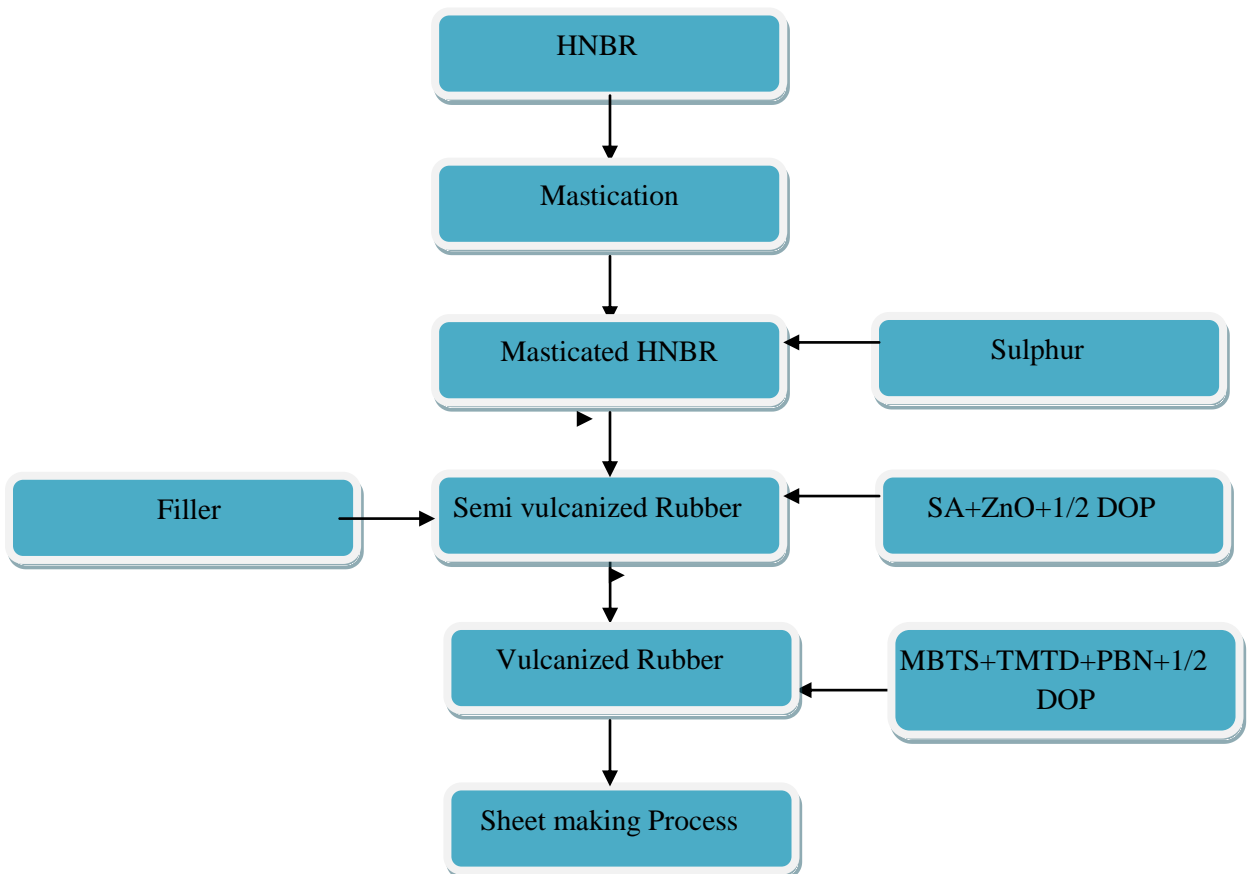 HNBR
Mastication
Masticated HNBR
Sulphur
Filler
Semi vulcanized Rubber
SA+ZnO+1/2 DOP
Vulcanized Rubber
MBTS+TMTD+PBN+1/2
DOP
Sheet making Process